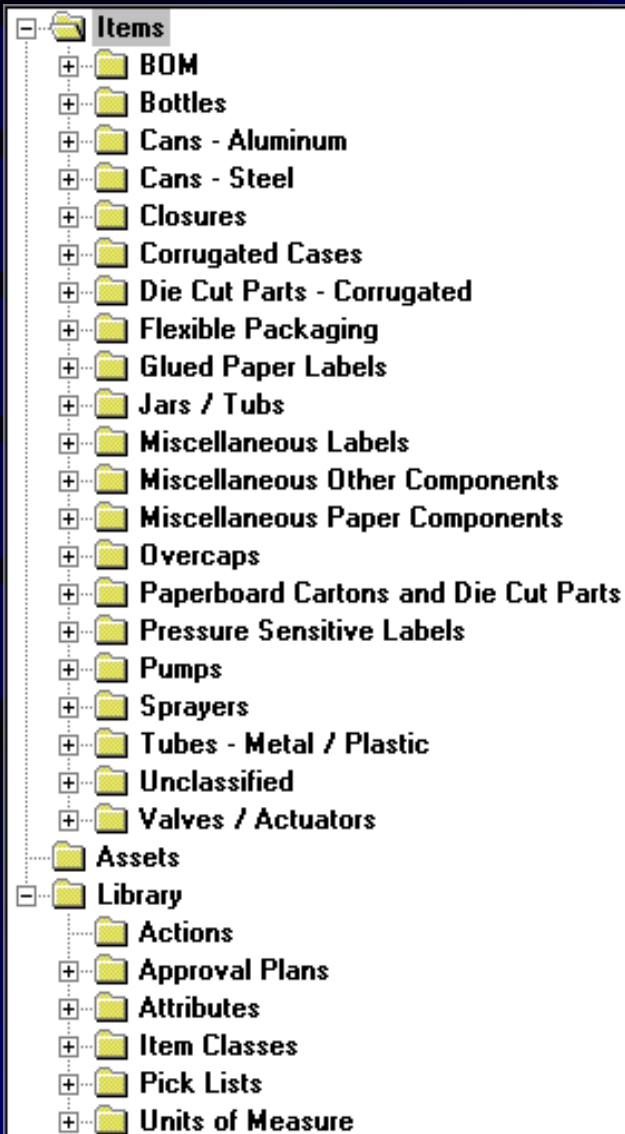 Items
BOM
Bottles
Cans - Aluminum
Cans - Steel
Closures
Corrugated Cases
Die Cut Parts - Corrugated
Flexible Packaging
Glued Paper Labels
Jars / Tubs
Miscellaneous Labels
Miscellaneous Other Components
Miscellaneous Paper Components
Overcaps
Paperboard Cartons and Die Cut Parts
Pressure Sensitive Labels
Pumps
Sprayers
Tubes - Metal / Plastic
Unclassified
Valves / Actuators
Assets
Library
Actions
Approval Plans
Attributes
Item Classes
Pick Lists
Units of Measure